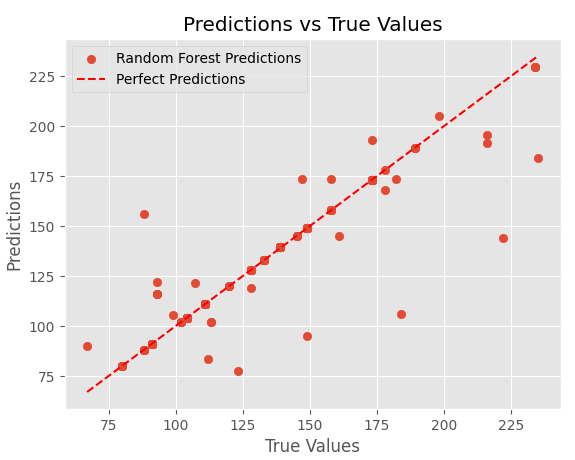 Predictions vs True Values
Random Forest Predictions
Perfect Predictions
Predictions
225
200
175
150
125
100
75
75
100
125
150
175
200
225
True Values